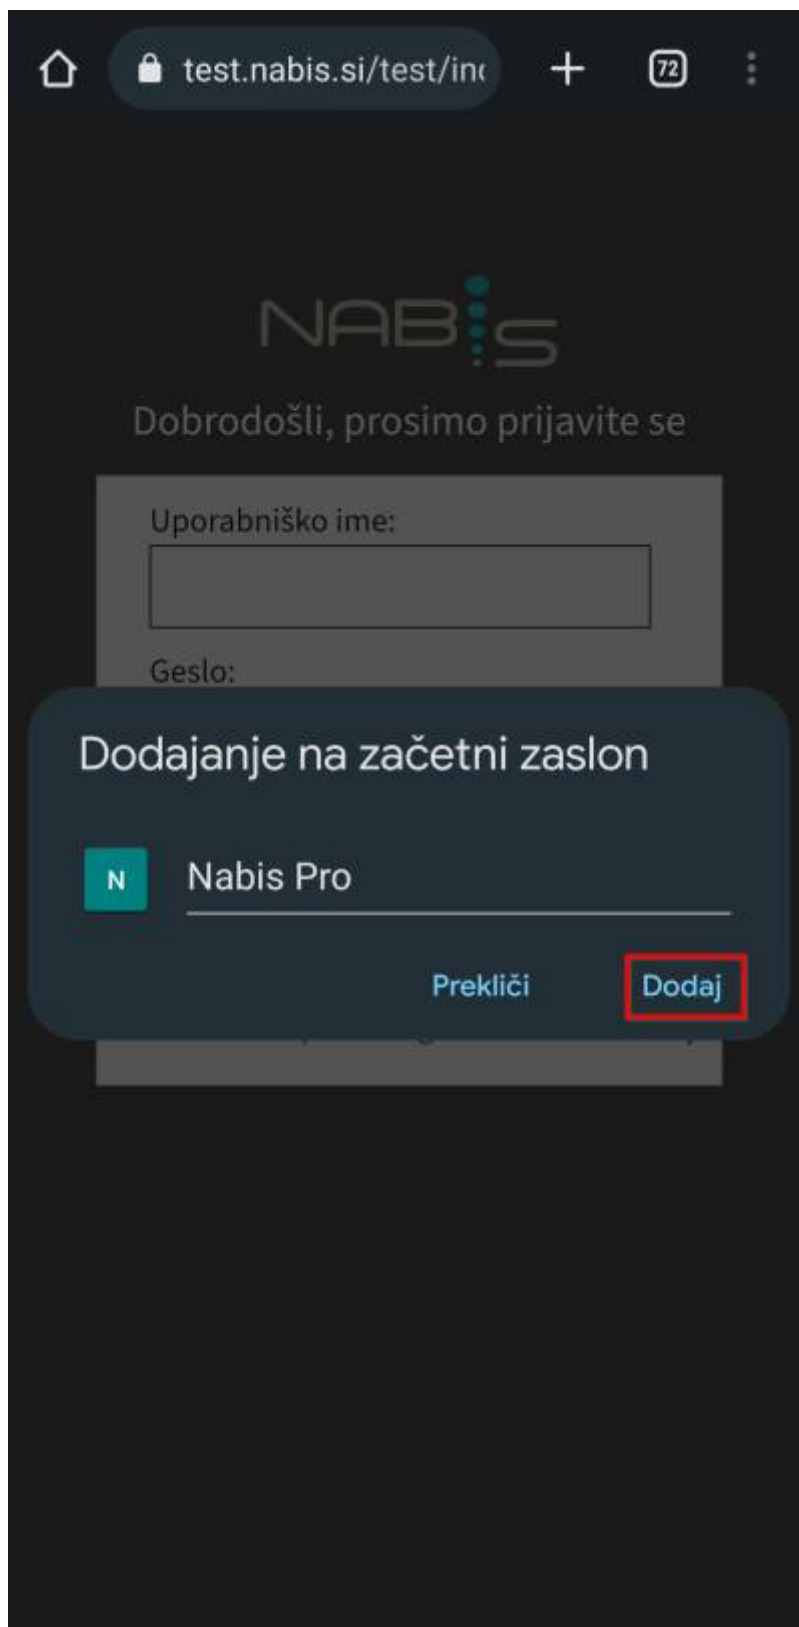 test.nabis.si/test/in
72
NABIS
Dobrodošli, prosimo prijavite se
Uporabniško ime:
Geslo:
Dodajanje na začetni zaslon
N
Nabis Pro
Prekliči
Dodaj